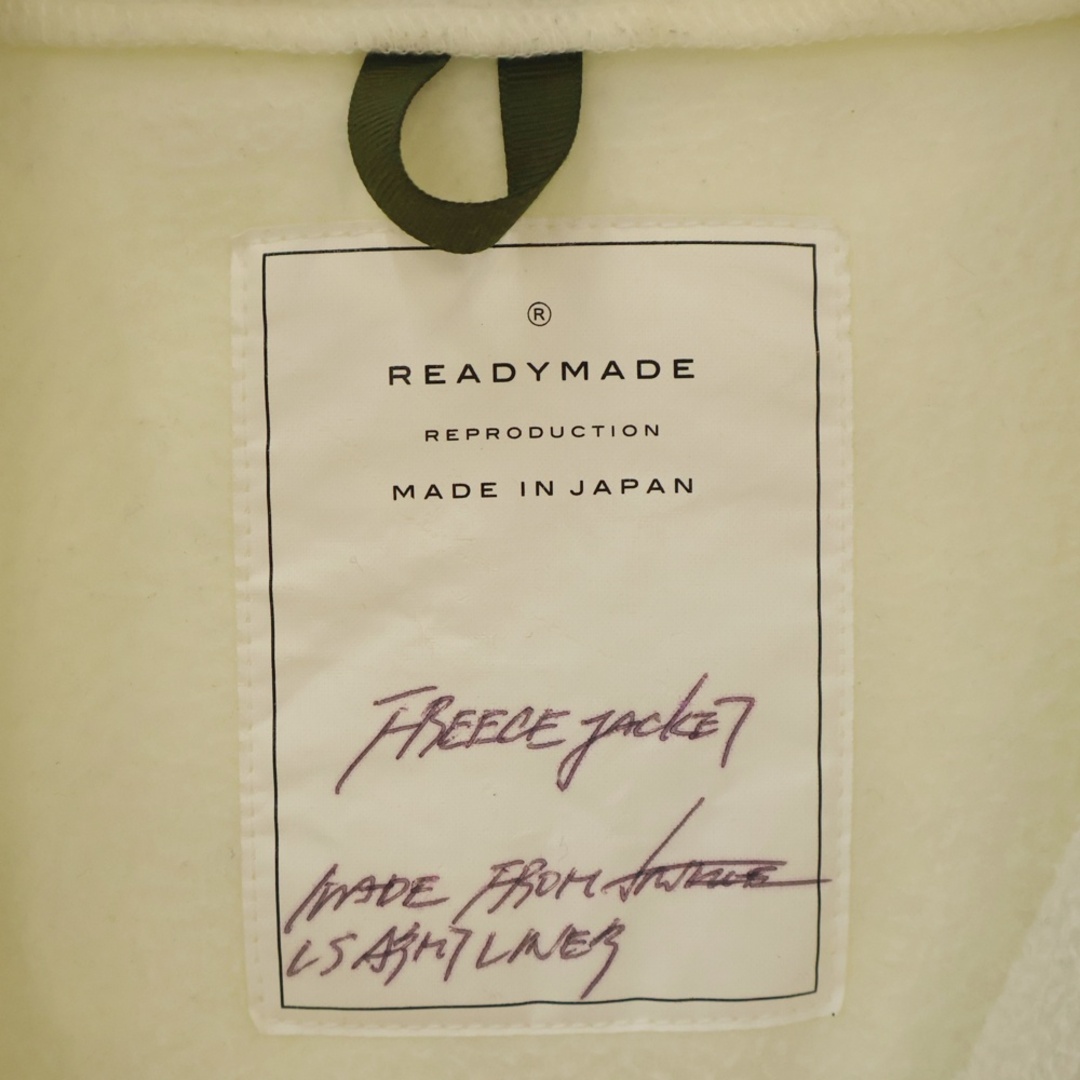 ®
READYMADE
REPRODUCTION
MADE IN JAPAN
FREECE JACKET
MADE FROM
US ARMY LINER